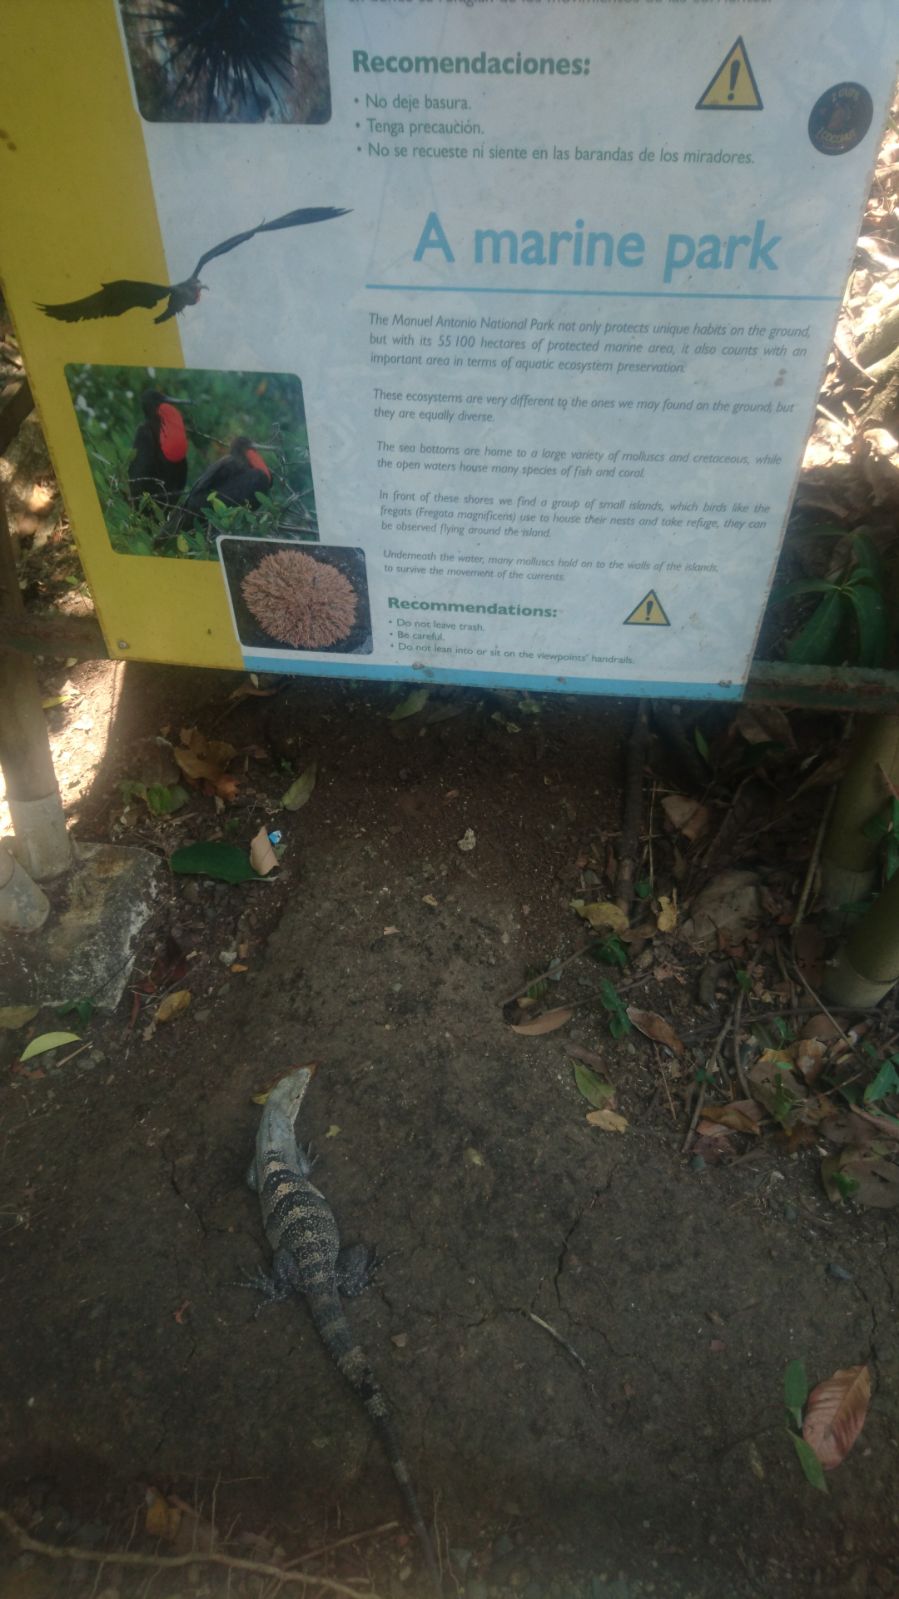 Recomendaciones:
• No deje basura.
• Tenga precaución.
• No se recueste ni siente en las barandas de los miradores.
A marine park
The Manuel Antonio National Park not only protects unique habits on the ground,
but with its 55 100 hectares of protected marine area, it also counts with an
important area in terms of aquatic ecosystem preservation.
These ecosystems are very different to the ones we may found on the ground, but
they are equally diverse.
The sea bottoms are home to a large variety of molluscs and cretaceous, while
the open waters house many species of fish and coral.
In front of these shores we find a group of small islands, which birds like the
fregats (Fregata magnificens) use to house their nests and take refuge, they can
be observed flying around the island.
Underneath the water, many molluscs hold on to the walls of the islands,
to survive the movement of the currents.
Recommendations:
• Do not leave trash.
• Be careful.
• Do not lean into or sit on the viewpoints' handrails.